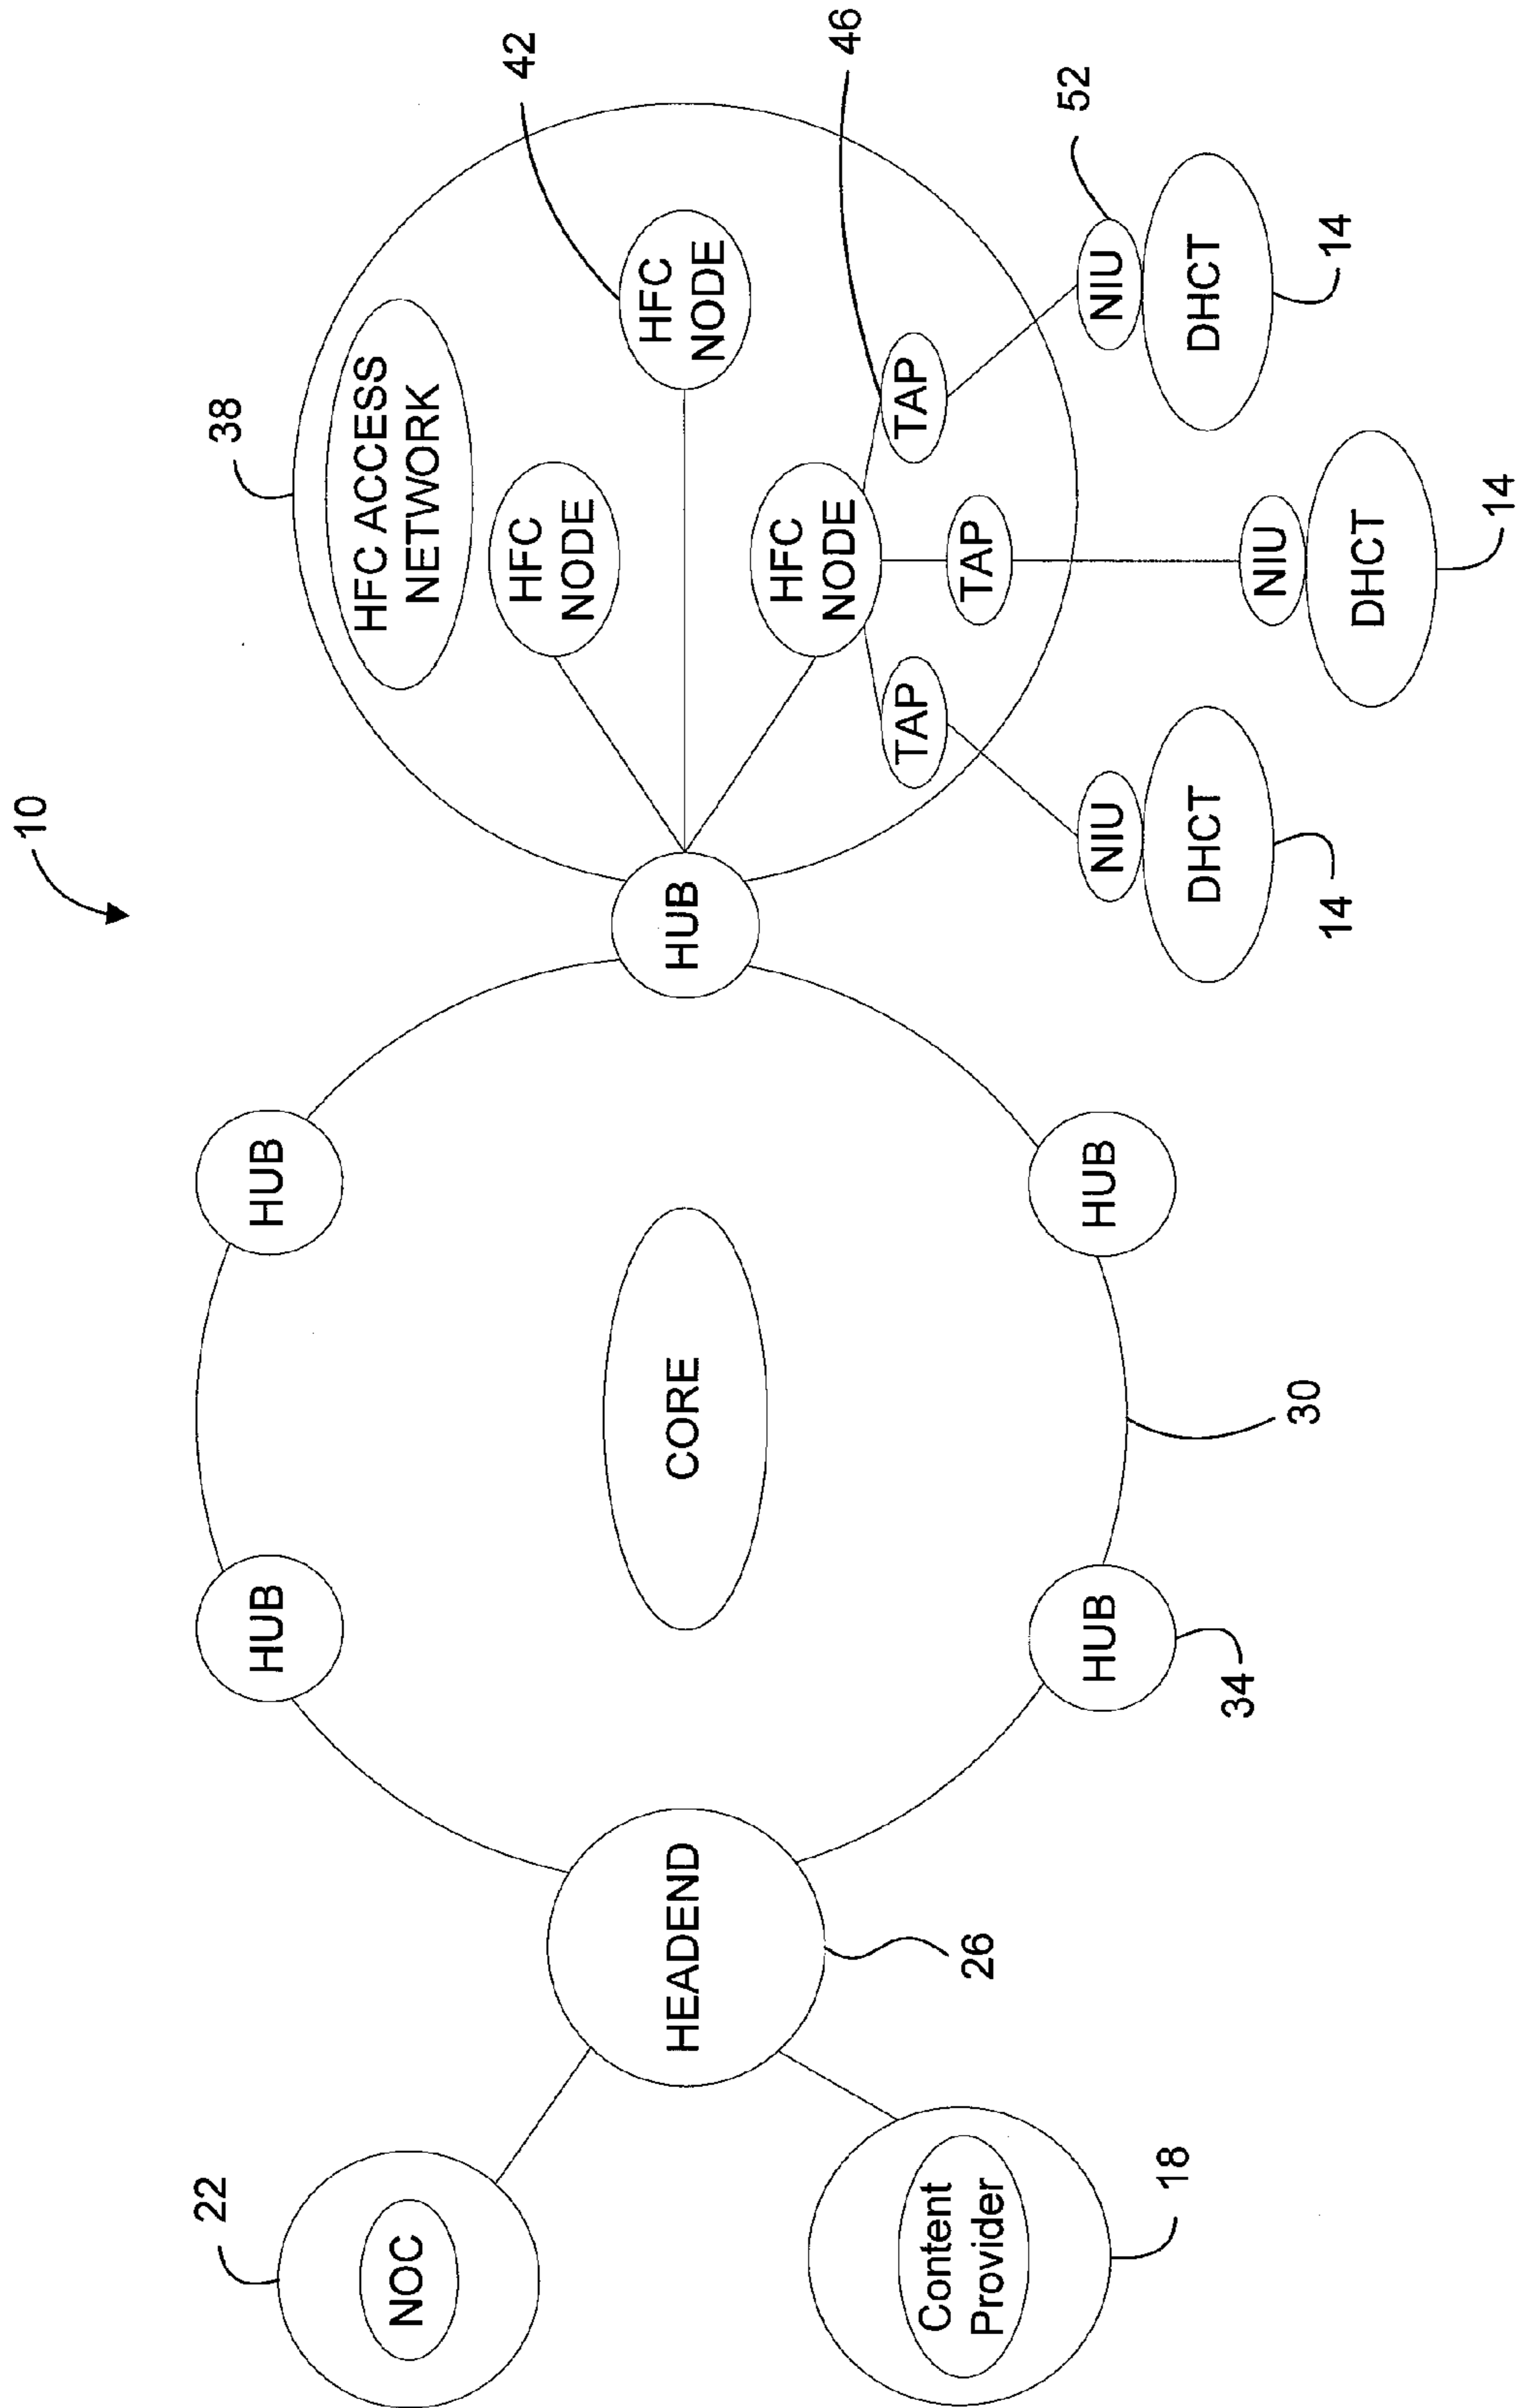 10
22
NOC
Content
Provider
18
HEADEND
26
HUB
HUB
CORE
HUB
34
HUB
30
HUB
38
HFC ACCESS
NETWORK
HFC
NODE
HFC
NODE
42
HFC
NODE
TAP
TAP
TAP
46
NIU
DHCT
14
NIU
DHCT
14
NIU
52
DHCT
14